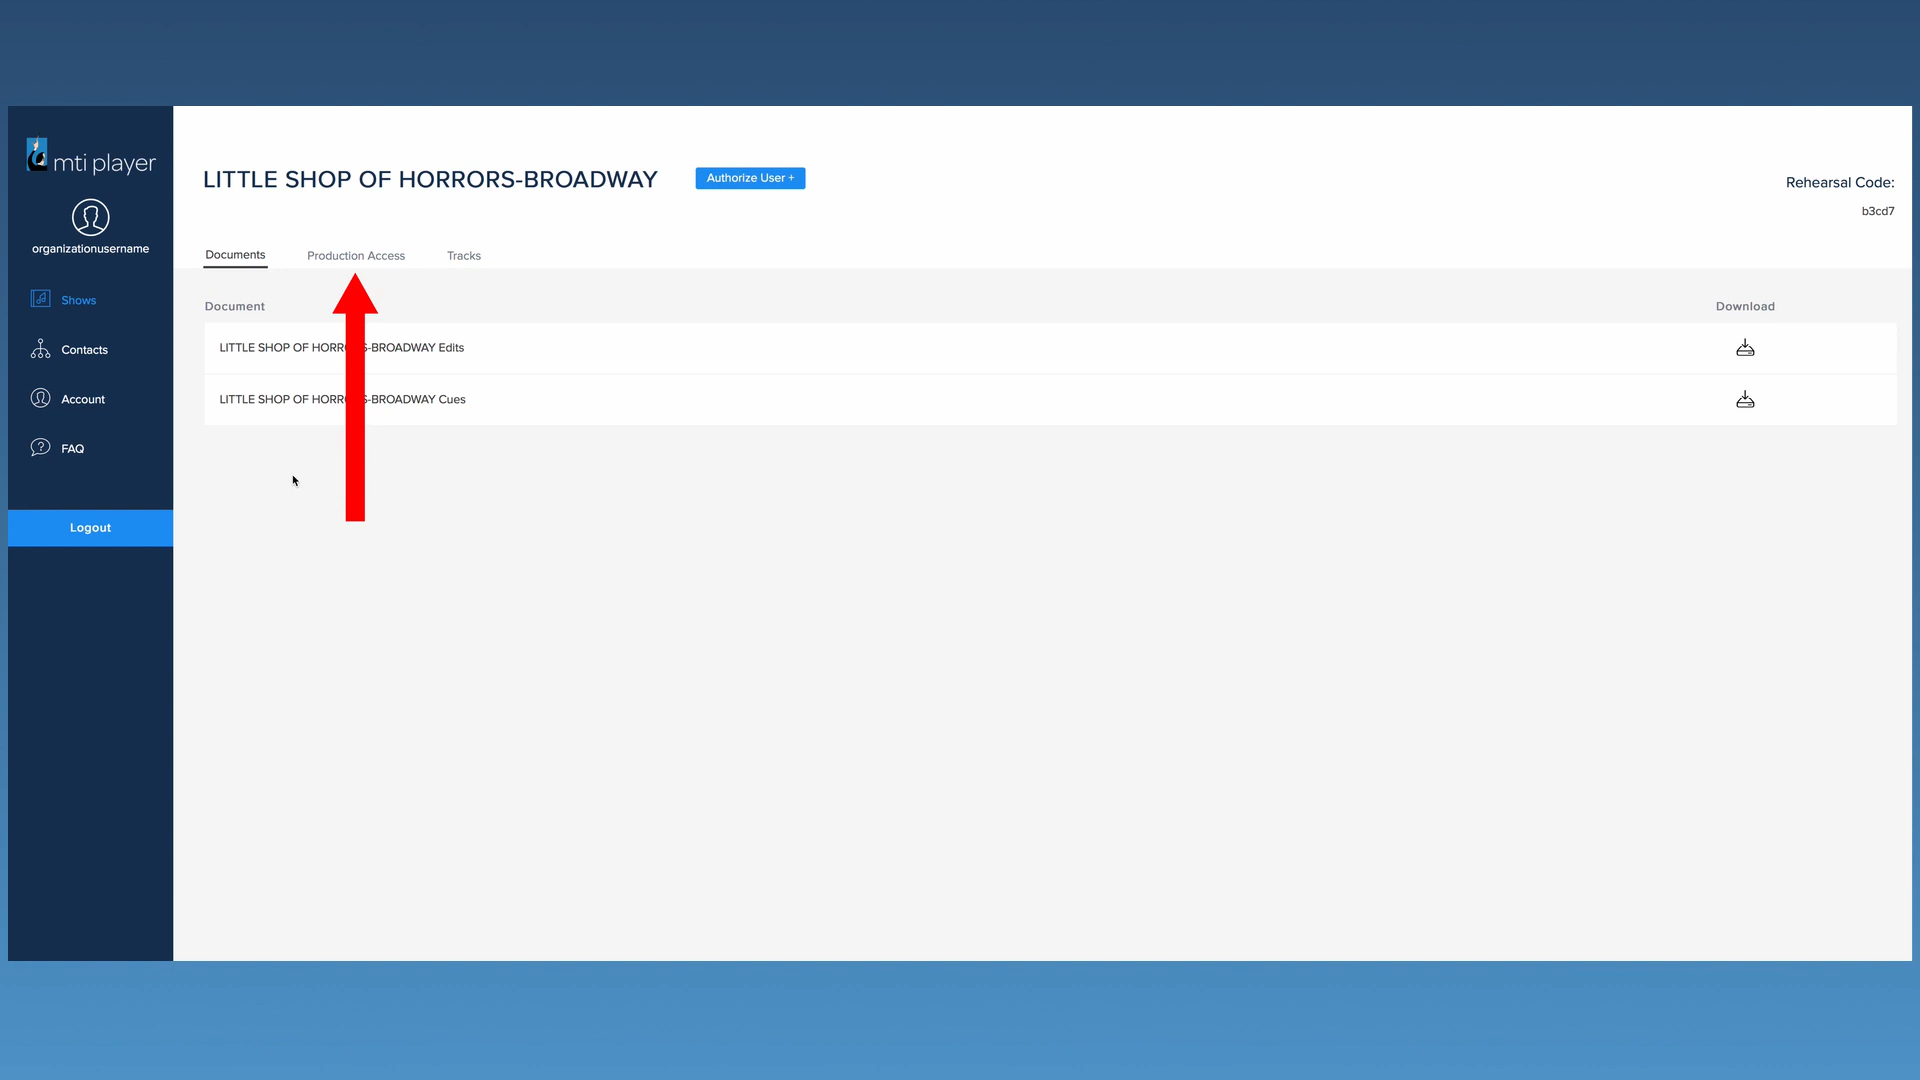 mti player
organizationusername
Shows
Contacts
Account
FAQ
Logout
LITTLE SHOP OF HORRORS-BROADWAY
Authorize User +
Rehearsal Code:
b3cd7
Documents Production Access Tracks
Document Download
LITTLE SHOP OF HORR S-BROADWAY Edits
LITTLE SHOP OF HORR S-BROADWAY Cues